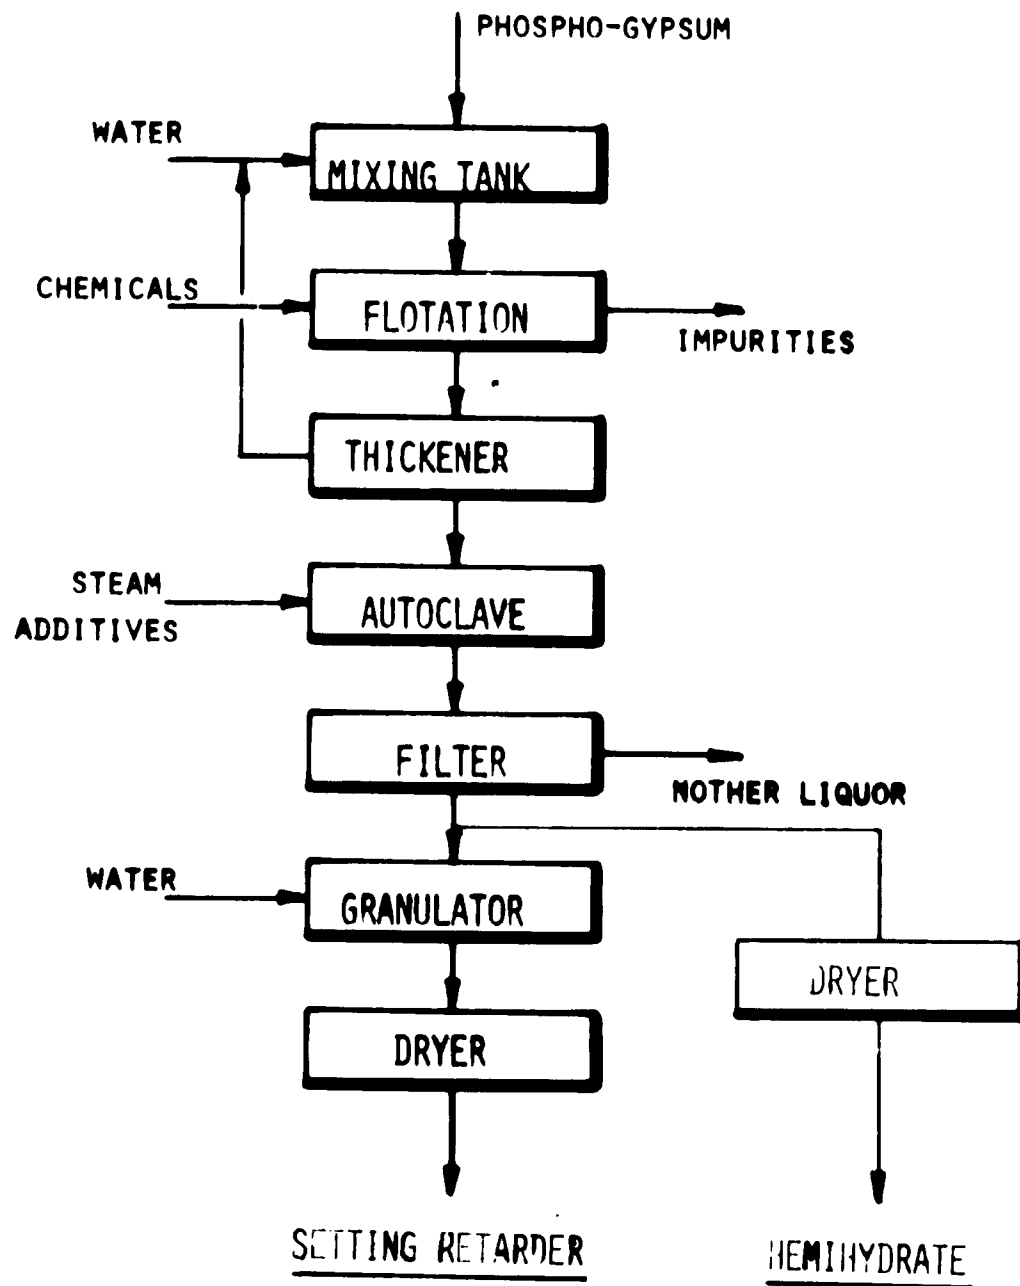 PHOSPHO-GYPSUM
WATER
MIXING TANK
CHEMICALS
FLOTATION
IMPURITIES
THICKENER
STEAM
ADDITIVES
AUTOCLAVE
FILTER
MOTHER LIQUOR
WATER
GRANULATOR
DRYER
DRYER
SETTING RETARDER
HEMIHYDRATE